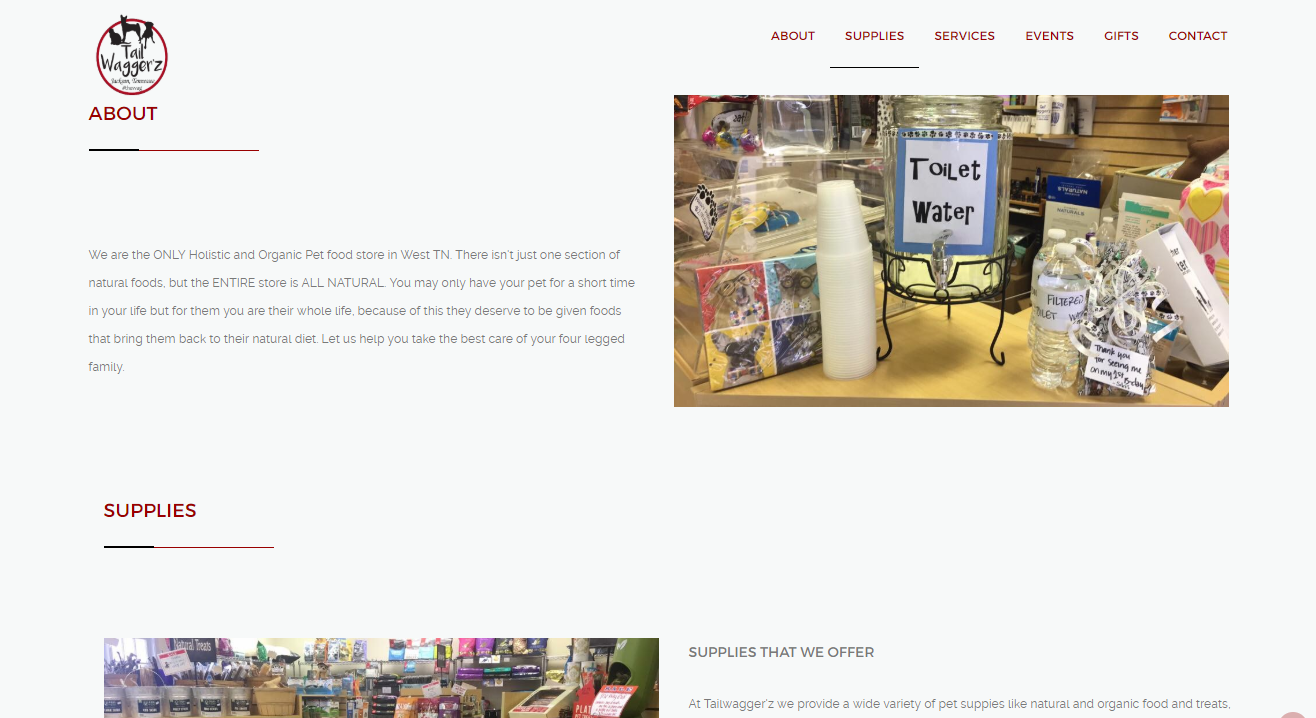 Tail
Wagger'z
Jackson, Tennessee
ABOUT
SUPPLIES
SERVICES
EVENTS
GIFTS
CONTACT
ABOUT
We are the ONLY Holistic and Organic Pet food store in West TN. There isn't just one section of
natural foods, but the ENTIRE store is ALL NATURAL. You may only have your pet for a short time
in your life but for them you are their whole life, because of this they deserve to be given foods
that bring them back to their natural diet. Let us help you take the best care of your four legged
family.
Toilet
Water
NATURALS
FILTERED
Thank you
for seeing me
on my 1st B-day
SUPPLIES
Natural Treats
SUPPLIES THAT WE OFFER
At Tailwagger'z we provide a wide variety of pet suppies like natural and organic food and treats,